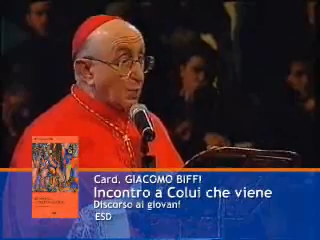 Card. GIACOMO BIFFI
Incontro a Colui che viene
Discorso ai giovani
ESD